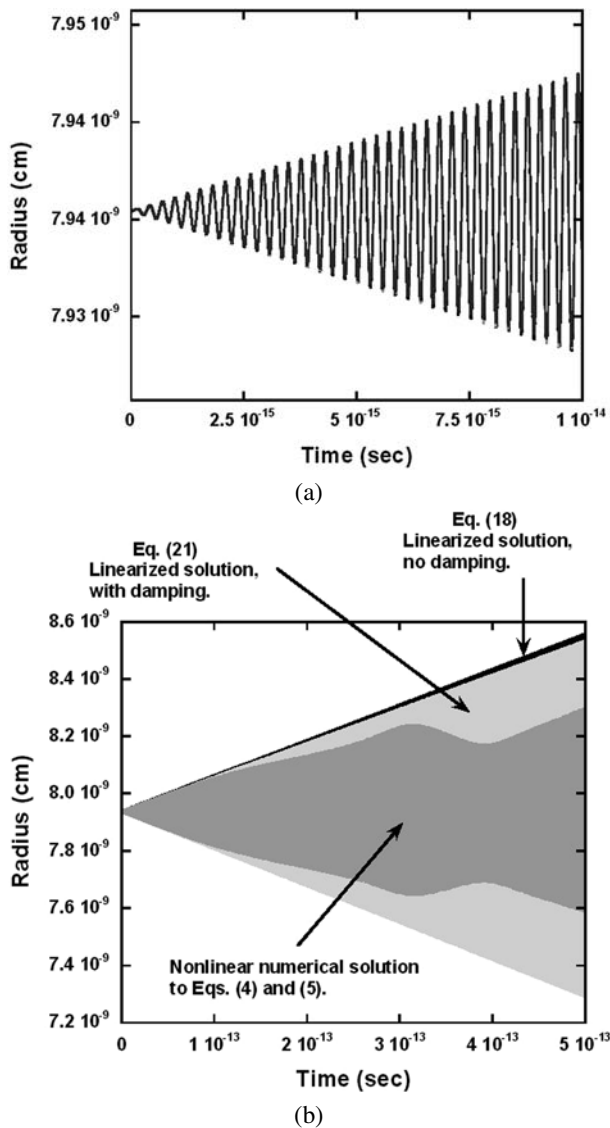 7.95 10⁻⁹
7.94 10⁻⁹
7.94 10⁻⁹
7.93 10⁻⁹
Radius (cm)
0
2.5 10⁻¹⁵
5 10⁻¹⁵
7.5 10⁻¹⁵
1 10⁻¹⁴
Time (sec)
(a)
Eq. (21)
Linearized solution,
with damping.
Eq. (18)
Linearized solution,
no damping.
8.6 10⁻⁹
8.4 10⁻⁹
8.2 10⁻⁹
8.0 10⁻⁹
7.8 10⁻⁹
7.6 10⁻⁹
7.4 10⁻⁹
7.2 10⁻⁹
Radius (cm)
Nonlinear numerical solution
to Eqs. (4) and (5).
0
1 10⁻¹³
2 10⁻¹³
3 10⁻¹³
4 10⁻¹³
5 10⁻¹³
Time (sec)
(b)